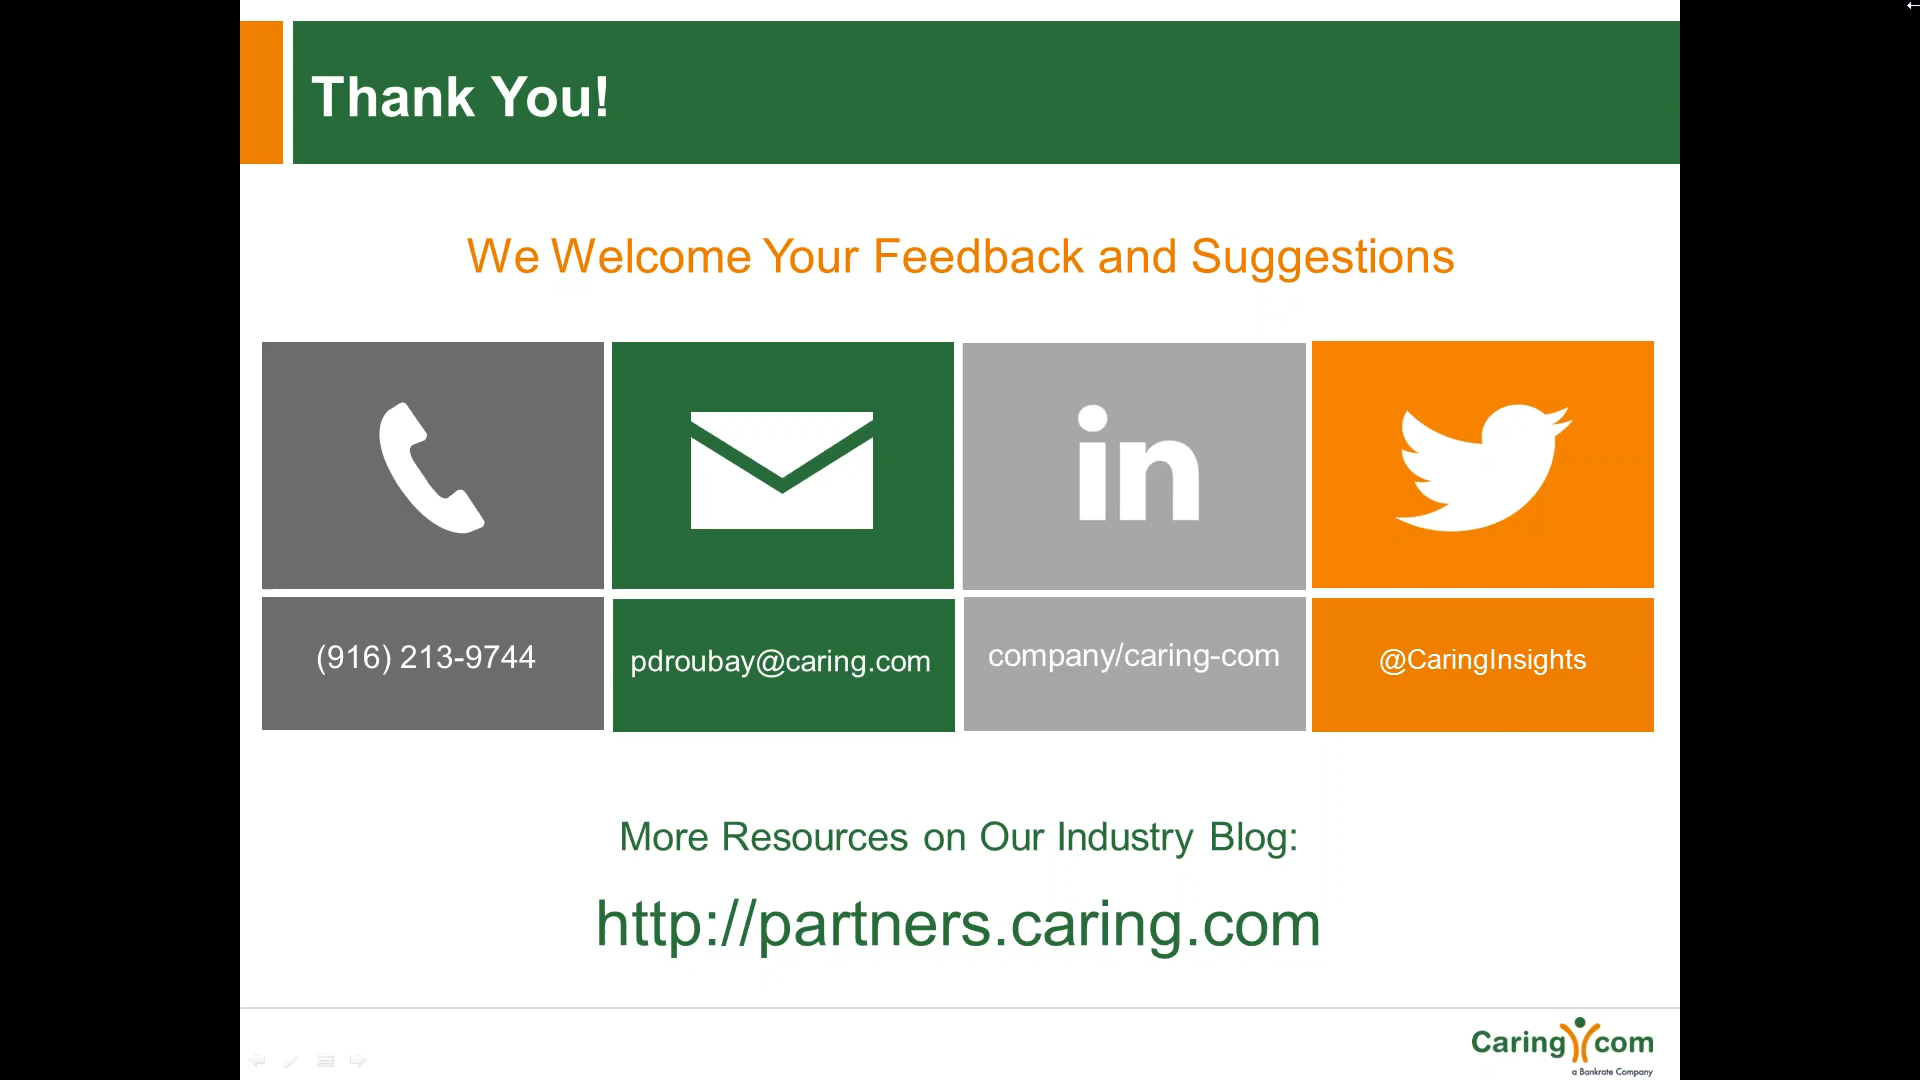 Thank You!
We Welcome Your Feedback and Suggestions
in
(916) 213-9744
pdroubay@caring.com
company/caring-com
@CaringInsights
More Resources on Our Industry Blog:
http://partners.caring.com
Caring com
a Bankrate Company